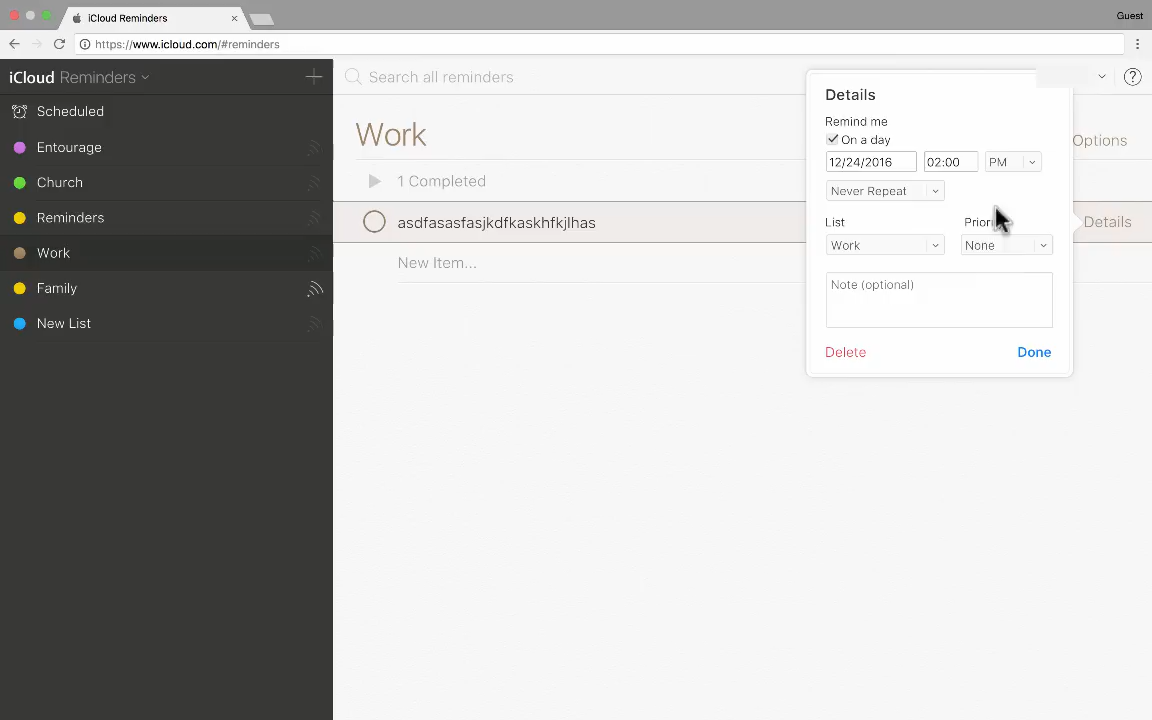 iCloud Reminders
Guest
https://www.icloud.com/#reminders
iCloud Reminders
Scheduled
Entourage
Church
Reminders
Work
Family
New List
Search all reminders
?
Work
Options
1 Completed
asdfasasfasjkdfkaskhfkjlhas
Details
New Item...
Details
Remind me
On a day
12/24/2016 02:00 PM
Never Repeat
List
Work
None
Note (optional)
Delete Done